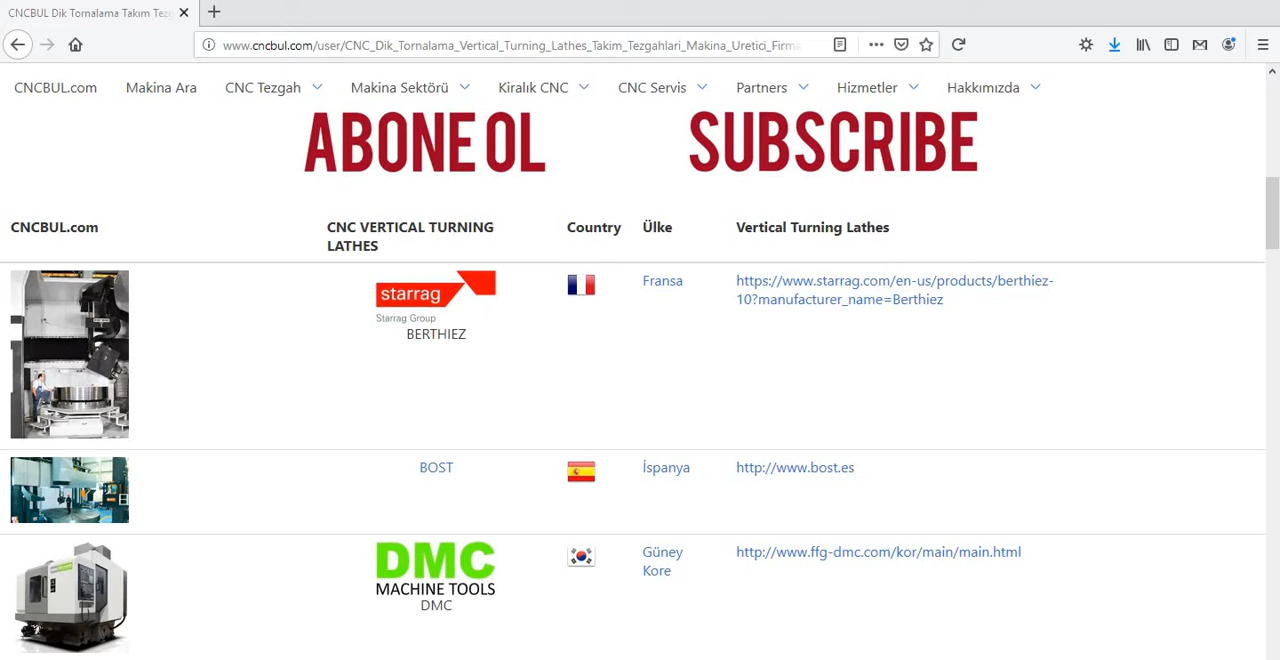 CNCBUL Dik Tornalama Takım Tezg
www.cncbul.com/user/CNC_Dik_Tornalama_Vertical_Turning_Lathes_Takim_Tezgahlari_Makina_Uretici_Firma
CNCBUL.com Makina Ara CNC Tezgah Makina Sektörü Kiralık CNC CNC Servis Partners Hizmetler Hakkımızda
ABONE OL SUBSCRIBE
CNCBUL.com CNC VERTICAL TURNING Country Ülke Vertical Turning Lathes
LATHES
starrag Fransa https://www.starrag.com/en-us/products/berthiez-
10?manufacturer_name=Berthiez
Starrag Group
BERTHIEZ
BOST İspanya http://www.bost.es
DMC Güney http://www.ffg-dmc.com/kor/main/main.html
Kore
MACHINE TOOLS
DMC